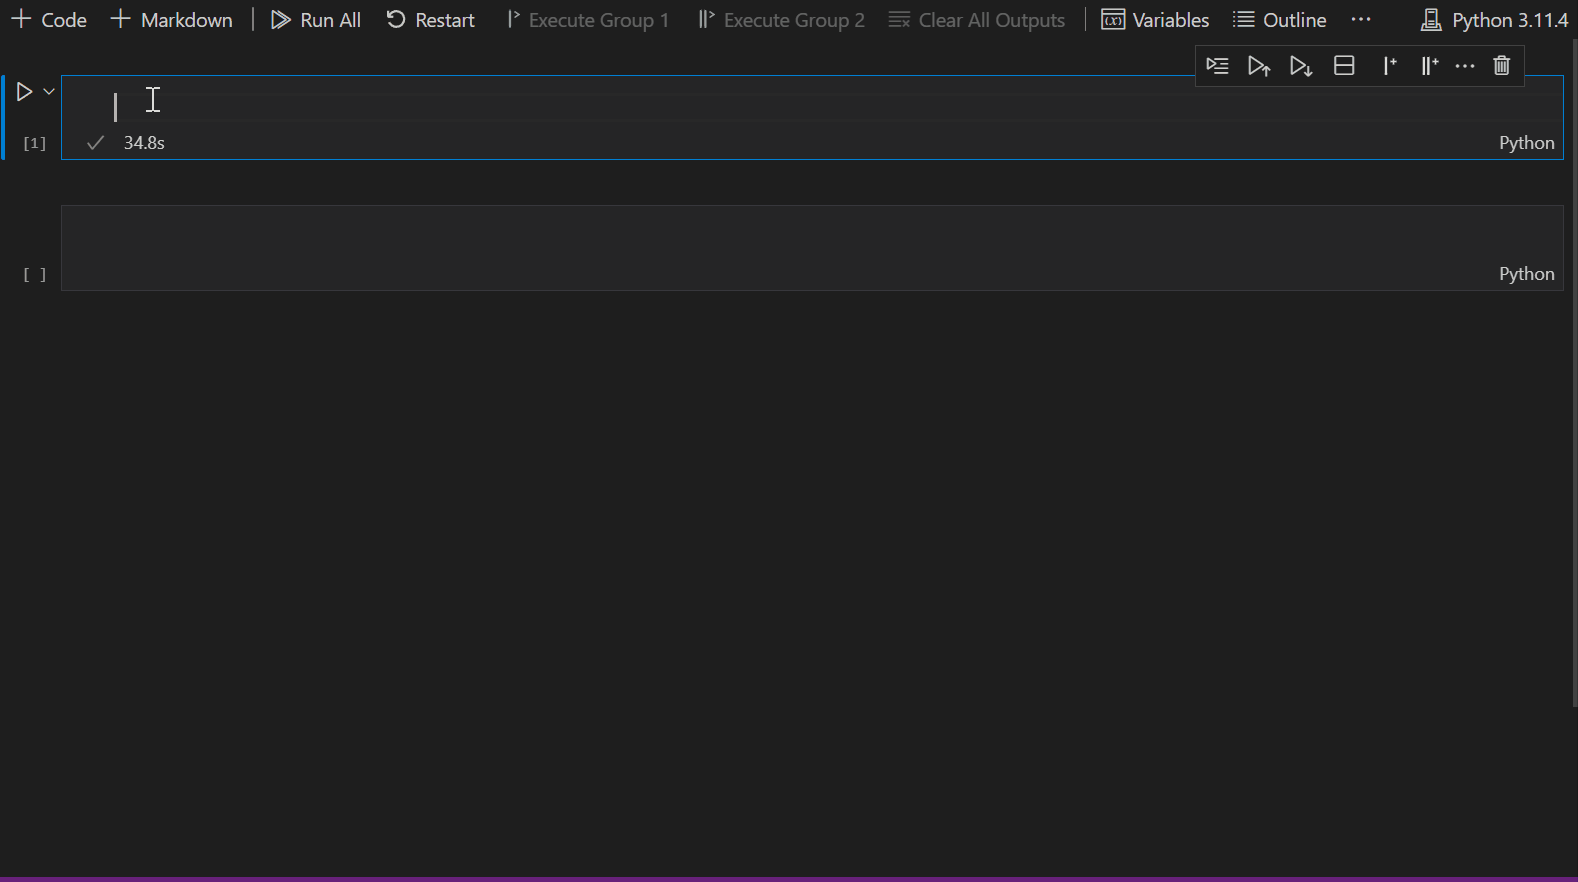 Code Markdown Run All Restart Execute Group 1 Execute Group 2 Clear All Outputs Variables Outline ... Python 3.11.4
[1] 34.8s Python
[ ] Python